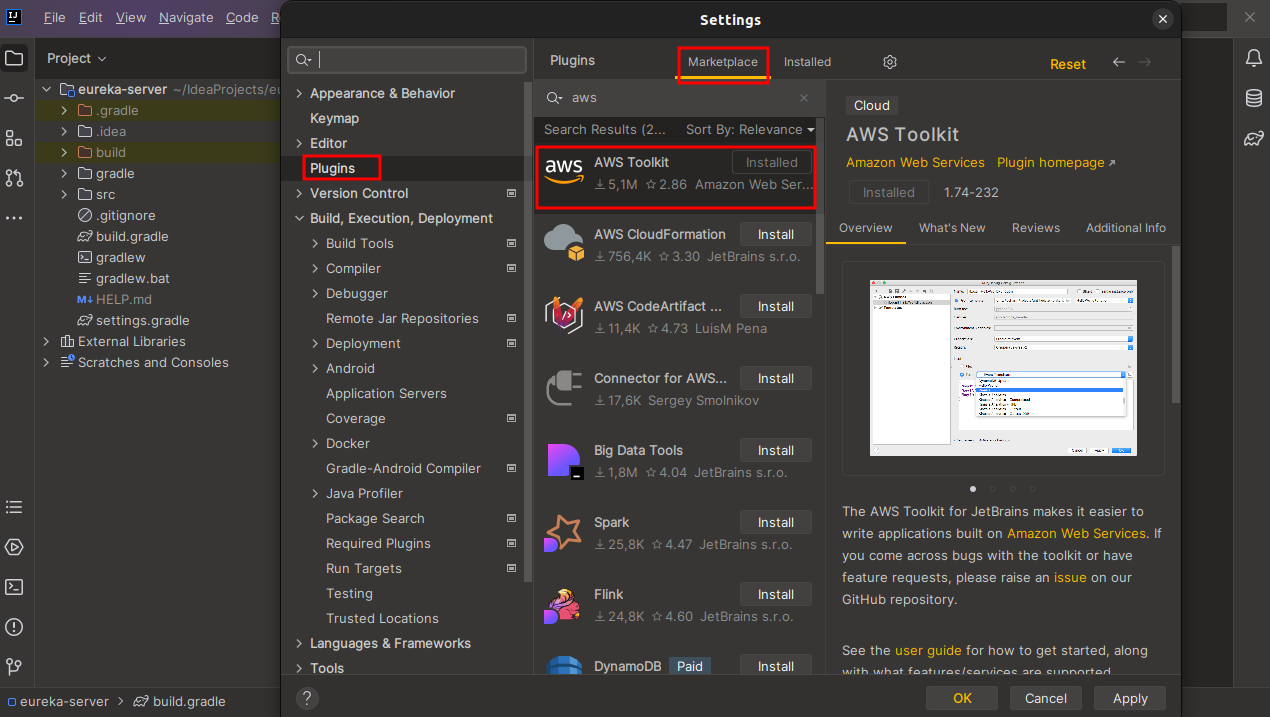 IJ
File Edit View Navigate Code R
Settings
Project
eureka-server ~/IdeaProjects/eu
.gradle
.idea
build
gradle
src
.gitignore
build.gradle
gradlew
gradlew.bat
M↓ HELP.md
settings.gradle
External Libraries
Scratches and Consoles
Appearance & Behavior
Keymap
Editor
Plugins
Version Control
Build, Execution, Deployment
Build Tools
Compiler
Debugger
Remote Jar Repositories
Deployment
Android
Application Servers
Coverage
Docker
Gradle-Android Compiler
Java Profiler
Package Search
Required Plugins
Run Targets
Testing
Trusted Locations
Languages & Frameworks
Tools
Plugins
Marketplace
Installed
Reset
aws
Search Results (2... Sort By: Relevance
aws
AWS Toolkit Installed
5,1M 2.86 Amazon Web Ser...
AWS CloudFormation Install
756,4K 3.30 JetBrains s.r.o.
AWS CodeArtifact ... Install
11,4K 4.73 LuisM Pena
Connector for AWS... Install
17,6K Sergey Smolnikov
Big Data Tools Install
1,8M 4.04 JetBrains s.r.o.
Spark Install
25,8K 4.47 JetBrains s.r.o.
Flink Install
24,8K 4.60 JetBrains s.r.o.
DynamoDB Paid Install
Cloud
AWS Toolkit
Amazon Web Services Plugin homepage ↗
Installed 1.74-232
Overview What's New Reviews Additional Info
The AWS Toolkit for JetBrains makes it easier to
write applications built on Amazon Web Services. If
you come across bugs with the toolkit or have
feature requests, please raise an issue on our
GitHub repository.
See the user guide for how to get started, along
with what features/services are supported
?
OK Cancel Apply
eureka-server > build.gradle